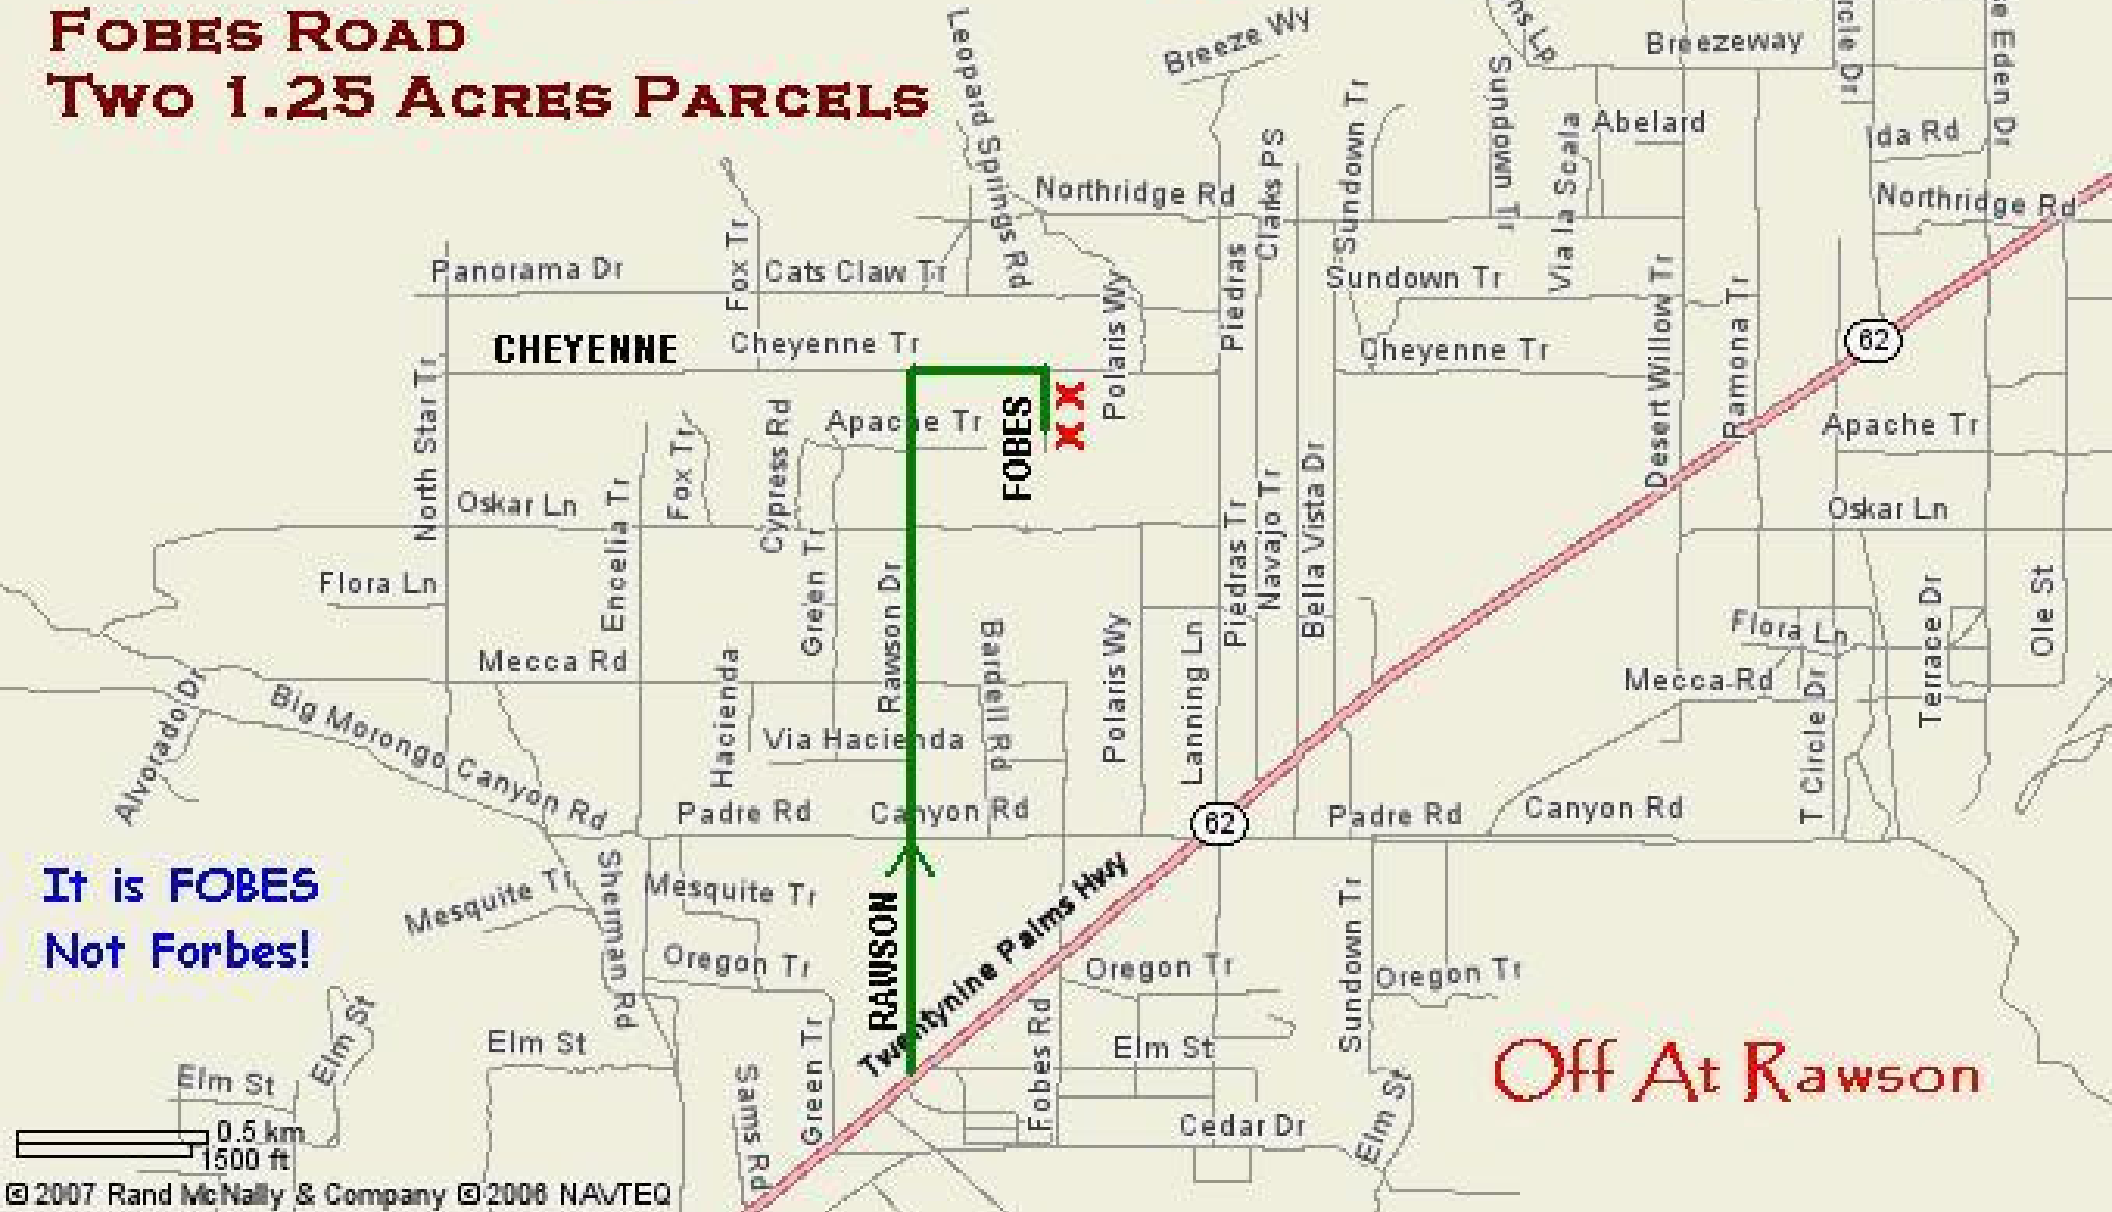 FOBES ROAD
TWO 1.25 ACRES PARCELS
Leopard Springs Rd
Breeze Wy
ns Lp
Breezeway
rcle Dr
e Eden Dr
Sundown Tr
Sundown Tr
Via la Scala
Abelard
Ida Rd
Clarks PS
Northridge Rd
Northridge Rd
Fox Tr
Panorama Dr
Cats Claw Tr
Polaris Wy
Piedras
Sundown Tr
Desert Willow Tr
Ramona Tr
62
CHEYENNE
Cheyenne Tr
Cheyenne Tr
North Star Tr
Fox Tr
Cypress Rd
Apache Tr
FOBES
X X
X X
Apache Tr
Oskar Ln
Oskar Ln
Encelia Tr
Green Tr
Rawson Dr
Piedras Tr
Navajo Tr
Bella Vista Dr
Flora Ln
Flora Ln
Terrace Dr
Ole St
Mecca Rd
Mecca Rd
Hacienda
Bardell Rd
Polaris Wy
Lanning Ln
Alvorado Dr
Big Morongo Canyon Rd
Via Hacienda
T Circle Dr
Padre Rd
Canyon Rd
62
Padre Rd
Canyon Rd
It is FOBES
Not Forbes!
Mesquite Tr
Sherman Rd
Mesquite Tr
RAWSON
Twentynine Palms Hwy
Sundown Tr
Oregon Tr
Oregon Tr
Oregon Tr
Elm St
Elm St
Elm St
Fobes Rd
Elm St
Off At Rawson
Sams Rd
Green Tr
Cedar Dr
Elm St
0.5 km
1500 ft
© 2007 Rand McNally & Company © 2006 NAVTEQ